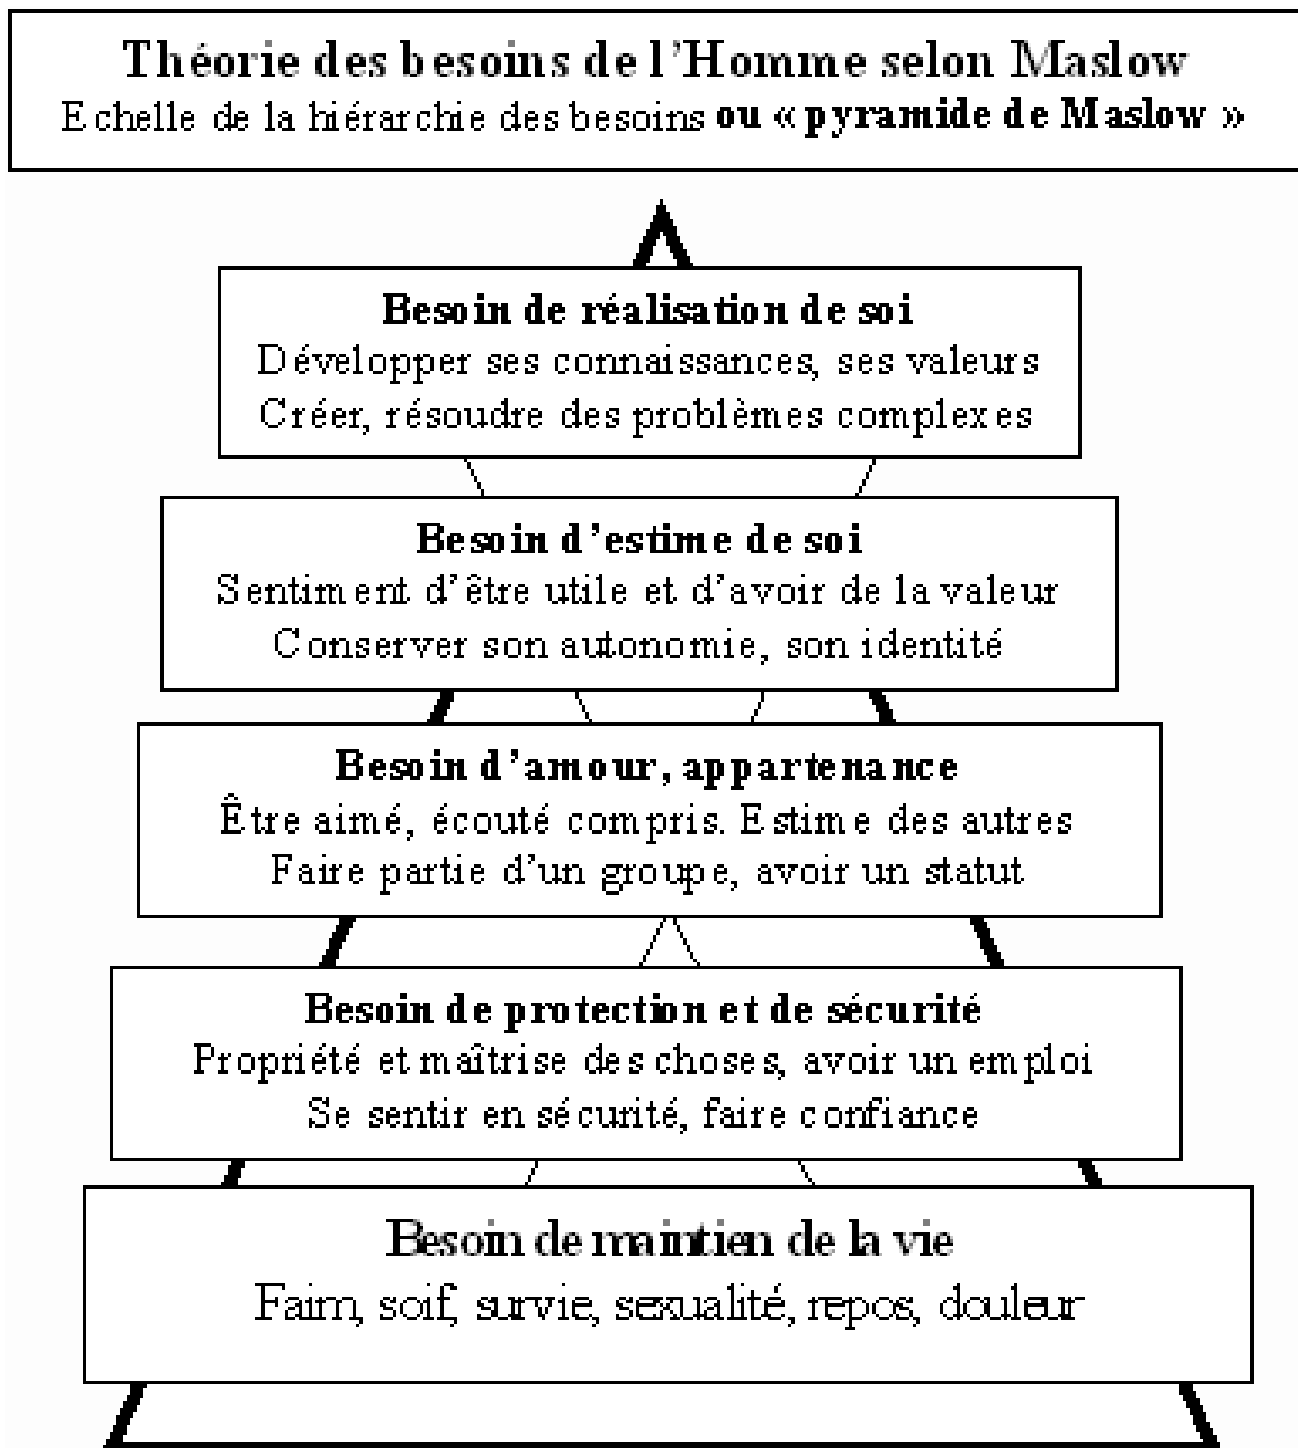 Théorie des besoins de l’Homme selon Maslow
Echelle de la hiérarchie des besoins ou « pyramide de Maslow »
Besoin de réalisation de soi
Développer ses connaissances, ses valeurs
Créer, résoudre des problèmes complexes
Besoin d’estime de soi
Sentiment d’être utile et d’avoir de la valeur
Conserver son autonomie, son identité
Besoin d’amour, appartenance
Être aimé, écouté compris. Estime des autres
Faire partie d’un groupe, avoir un statut
Besoin de protection et de sécurité
Propriété et maîtrise des choses, avoir un emploi
Se sentir en sécurité, faire confiance
Besoin de maintien de la vie
Faim, soif, survie, sexualité, repos, douleur